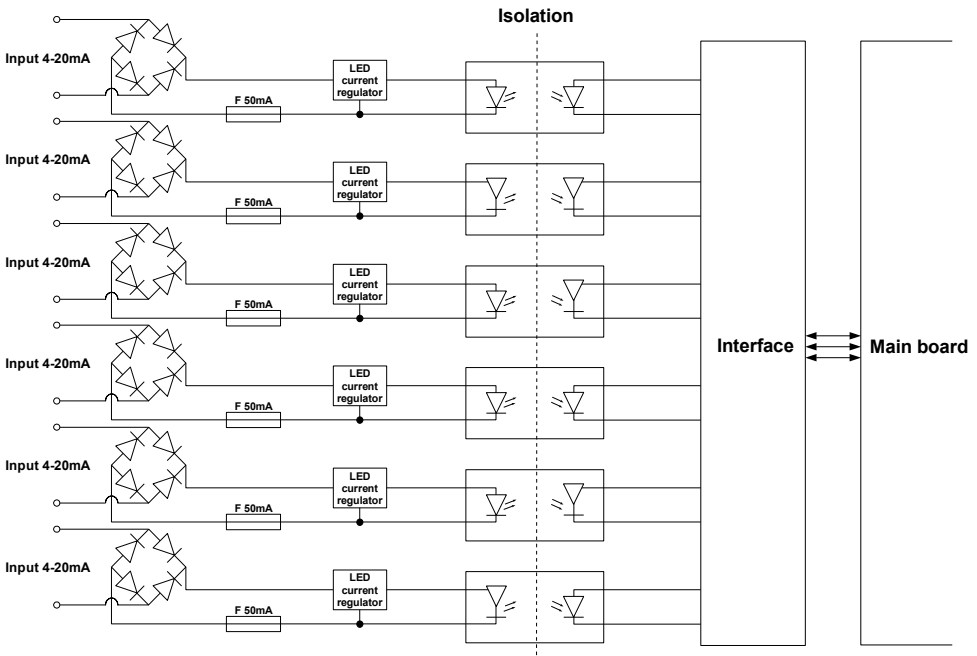 Isolation
Input 4-20mA
LED
current
regulator
F 50mA
Input 4-20mA
LED
current
regulator
F 50mA
Input 4-20mA
LED
current
regulator
F 50mA
Interface
Main board
Input 4-20mA
LED
current
regulator
F 50mA
Input 4-20mA
LED
current
regulator
F 50mA
Input 4-20mA
LED
current
regulator
F 50mA